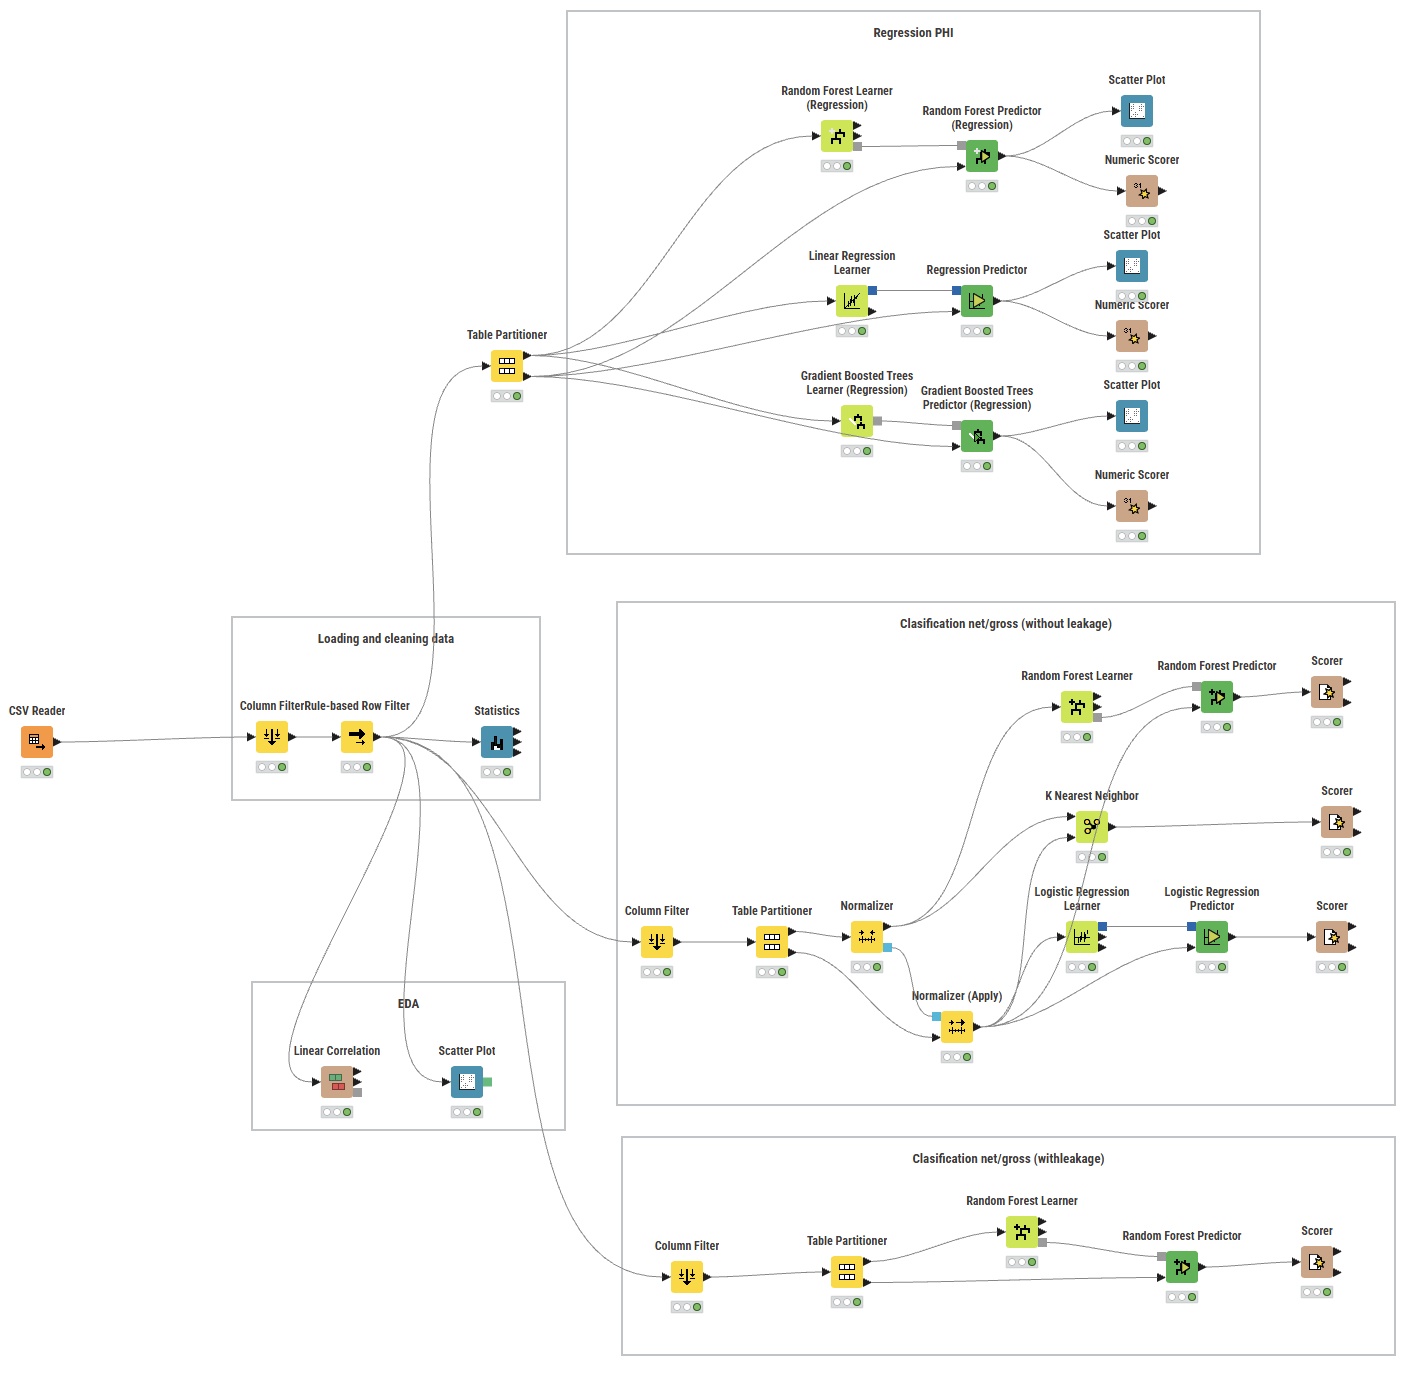 Regression PHI
Scatter Plot
Random Forest Learner
(Regression)
Random Forest Predictor
(Regression)
Numeric Scorer
Scatter Plot
Linear Regression
Learner
Regression Predictor
Numeric Scorer
Table Partitioner
Gradient Boosted Trees
Learner (Regression)
Gradient Boosted Trees
Predictor (Regression)
Scatter Plot
Numeric Scorer
Loading and cleaning data
CSV Reader
Column Filter
Rule-based Row Filter
Statistics
Clasification net/gross (without leakage)
Random Forest Learner
Random Forest Predictor
Scorer
K Nearest Neighbor
Scorer
Column Filter
Table Partitioner
Normalizer
Logistic Regression
Learner
Logistic Regression
Predictor
Scorer
Normalizer (Apply)
EDA
Linear Correlation
Scatter Plot
Clasification net/gross (withleakage)
Random Forest Learner
Column Filter
Table Partitioner
Random Forest Predictor
Scorer